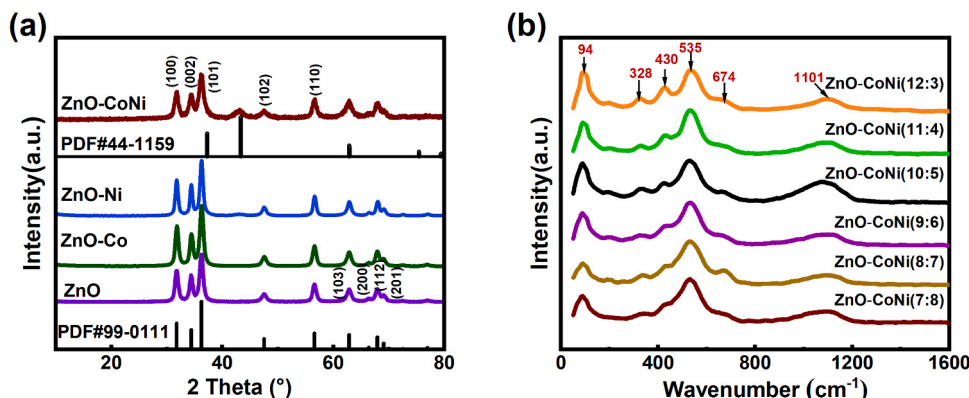 (a)
Intensity(a.u.)
(100)
(002)
(101)
(102)
(110)
ZnO-CoNi
PDF#44-1159
ZnO-Ni
ZnO-Co
ZnO
(103)
(200)
(112)
(201)
PDF#99-0111
20
40
60
80
2 Theta (°)
(b)
Intensity(a.u.)
94
328
430
535
674
1101
ZnO-CoNi(12:3)
ZnO-CoNi(11:4)
ZnO-CoNi(10:5)
ZnO-CoNi(9:6)
ZnO-CoNi(8:7)
ZnO-CoNi(7:8)
0
400
800
1200
1600
Wavenumber (cm⁻¹)